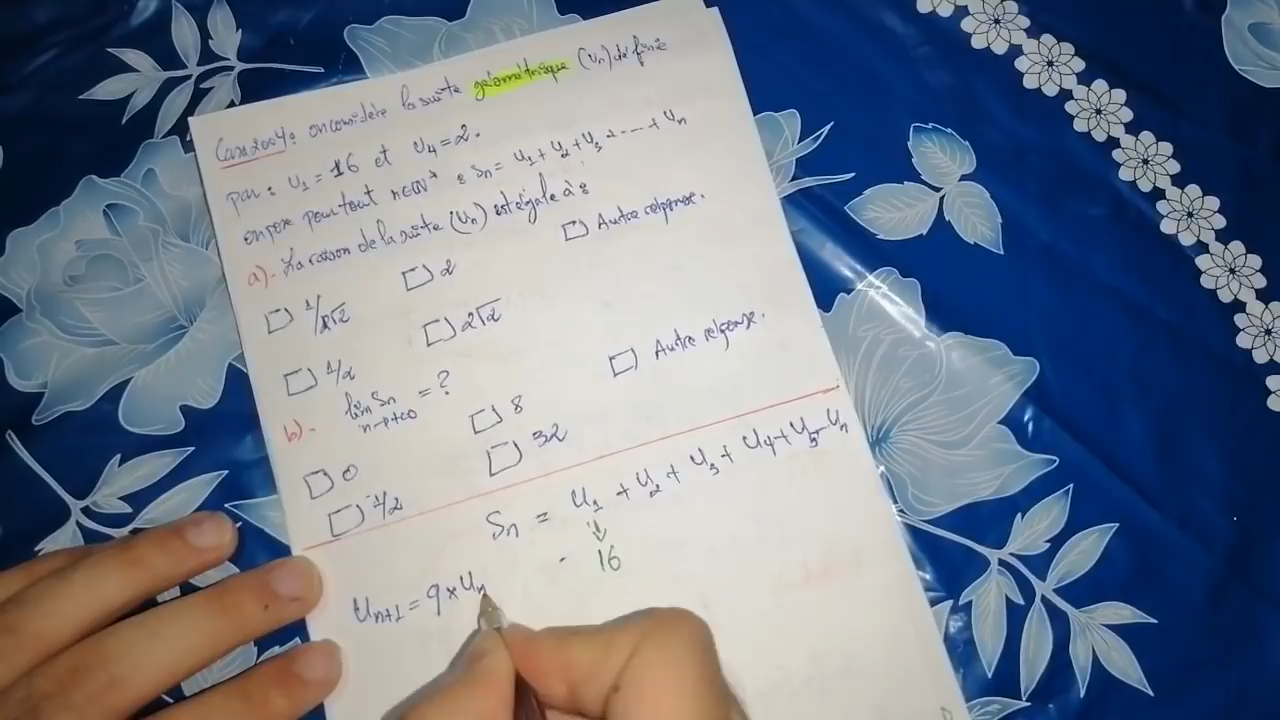 Casa 2004: on considère la suite géométrique (Un) définie
par : U1 = 16 et U4 = 2.
on pose pour tout n∈ℕ* : Sn = U1 + U2 + U3 + ---- + Un
a)- La raison de la suite (Un) est égale à :
□ 1/2√2 □ 2 □ Autre réponse.
□ 1/2 □ 2√2
b)- lim Sn = ?
n→+∞
□ 0 □ 8 □ Autre réponse.
□ 1/2 □ 32
Sn = U1 + U2 + U3 + U4 + U5 -- Un
16
Un+1 = q × Un